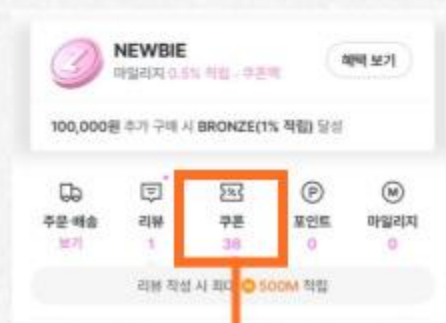 NEWBIE
혜택 보기
마일리지 0.5% 적립 · 쿠폰팩
100,000원 추가 구매 시 BRONZE(1% 적립) 달성
주문·배송 리뷰 쿠폰 포인트 마일리지
보기 1 38 0 0
리뷰 작성 시 최대 500M 적립